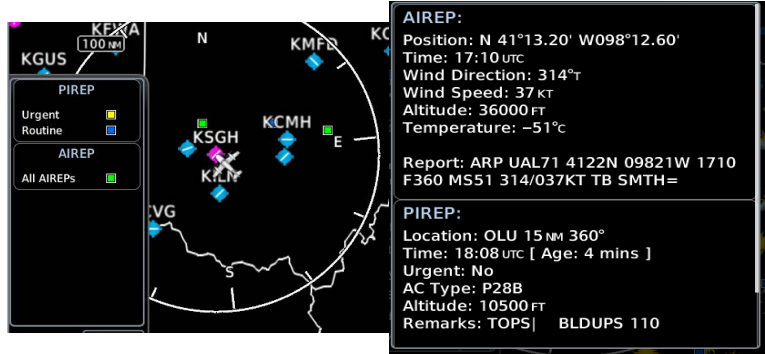 KEWA
100 NM
N
KMFD
KGUS
PIREP
Urgent
Routine
AIREP
All AIREPs
KCMH
KSGH
E
KILN
CVG
S
AIREP:
Position: N 41°13.20' W098°12.60'
Time: 17:10 UTC
Wind Direction: 314°T
Wind Speed: 37 KT
Altitude: 36000 FT
Temperature: −51°C
Report: ARP UAL71 4122N 09821W 1710
F360 MS51 314/037KT TB SMTH=
PIREP:
Location: OLU 15 NM 360°
Time: 18:08 UTC [ Age: 4 mins ]
Urgent: No
AC Type: P28B
Altitude: 10500 FT
Remarks: TOPS| BLDUPS 110